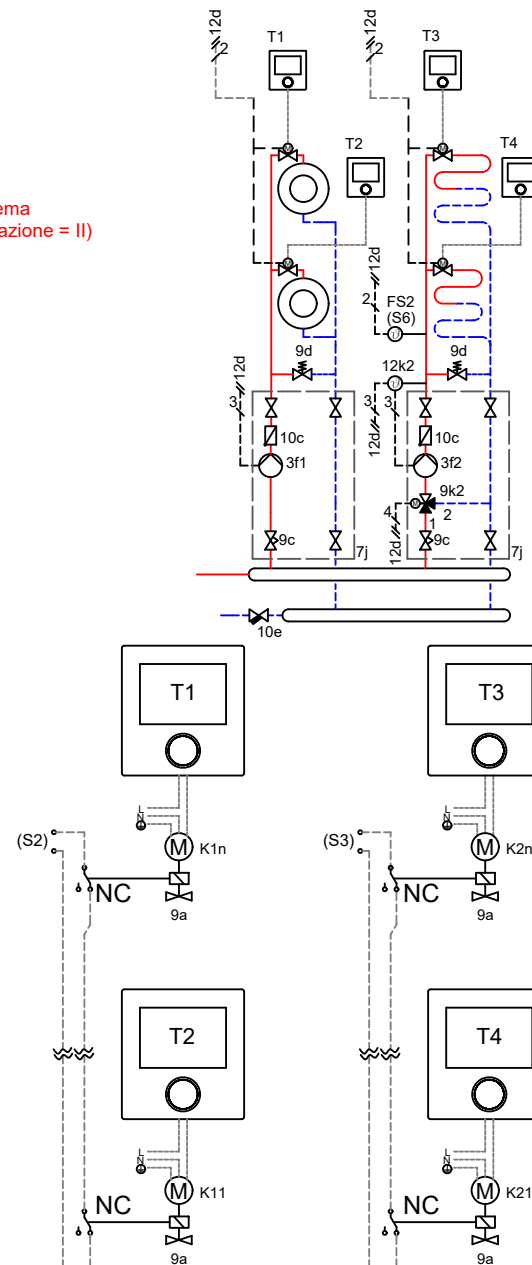 12d
2
T1
12d
2
T3
T2
T4
M
M
ema
azione = II)
M
M
12d
2
FS2
(S6)
ϑ
12d
9d
12k2
ϑ
9d
3
3
3
12d
10c
10c
3f1
3f2
9k2
M
4
2
1
12d
9c
9c
7j
7j
10e
T1
T3
L
N
L
N
(S2)
M
K1n
(S3)
M
K2n
NC
NC
9a
9a
T2
T4
L
N
L
N
M
K11
M
K21
NC
NC
9a
9a